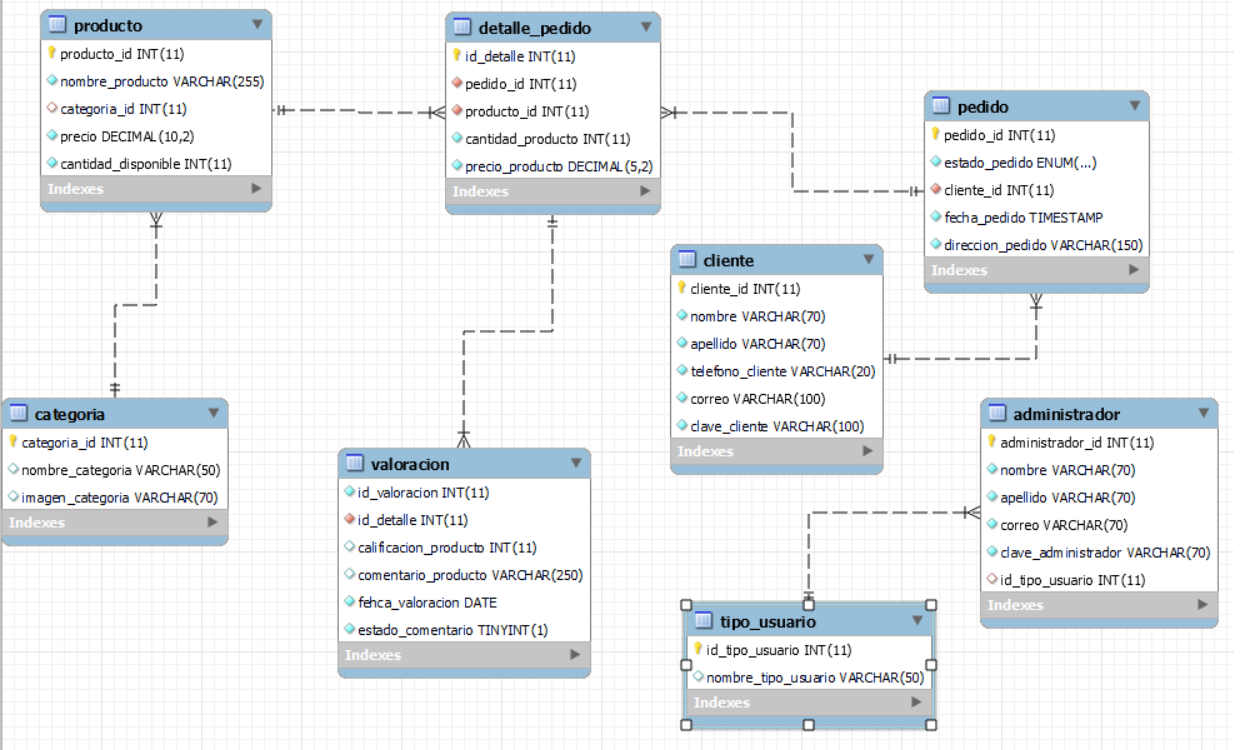 producto
producto_id INT(11)
nombre_producto VARCHAR(255)
categoria_id INT(11)
precio DECIMAL(10,2)
cantidad_disponible INT(11)
Indexes
detalle_pedido
id_detalle INT(11)
pedido_id INT(11)
producto_id INT(11)
cantidad_producto INT(11)
precio_producto DECIMAL(5,2)
Indexes
pedido
pedido_id INT(11)
estado_pedido ENUM(...)
cliente_id INT(11)
fecha_pedido TIMESTAMP
direccion_pedido VARCHAR(150)
Indexes
cliente
cliente_id INT(11)
nombre VARCHAR(70)
apellido VARCHAR(70)
telefono_cliente VARCHAR(20)
correo VARCHAR(100)
clave_cliente VARCHAR(100)
Indexes
categoria
categoria_id INT(11)
nombre_categoria VARCHAR(50)
imagen_categoria VARCHAR(70)
Indexes
valoracion
id_valoracion INT(11)
id_detalle INT(11)
calificacion_producto INT(11)
comentario_producto VARCHAR(250)
fehca_valoracion DATE
estado_comentario TINYINT(1)
Indexes
administrador
administrador_id INT(11)
nombre VARCHAR(70)
apellido VARCHAR(70)
correo VARCHAR(70)
clave_administrador VARCHAR(70)
id_tipo_usuario INT(11)
Indexes
tipo_usuario
id_tipo_usuario INT(11)
nombre_tipo_usuario VARCHAR(50)
Indexes